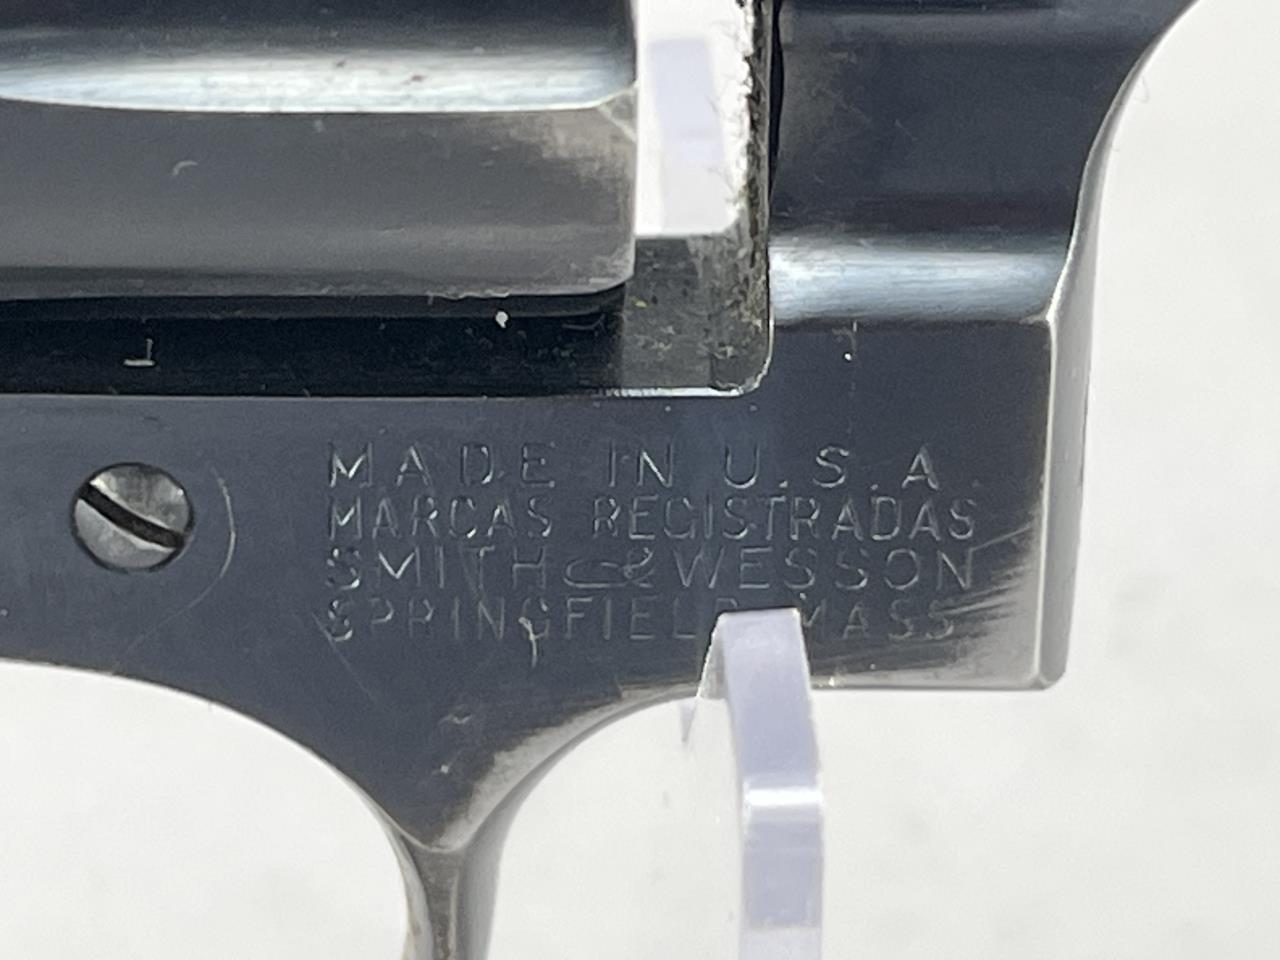 MADE IN U.S.A.
MARCAS REGISTRADAS
SMITH & WESSON
SPRINGFIELD MASS